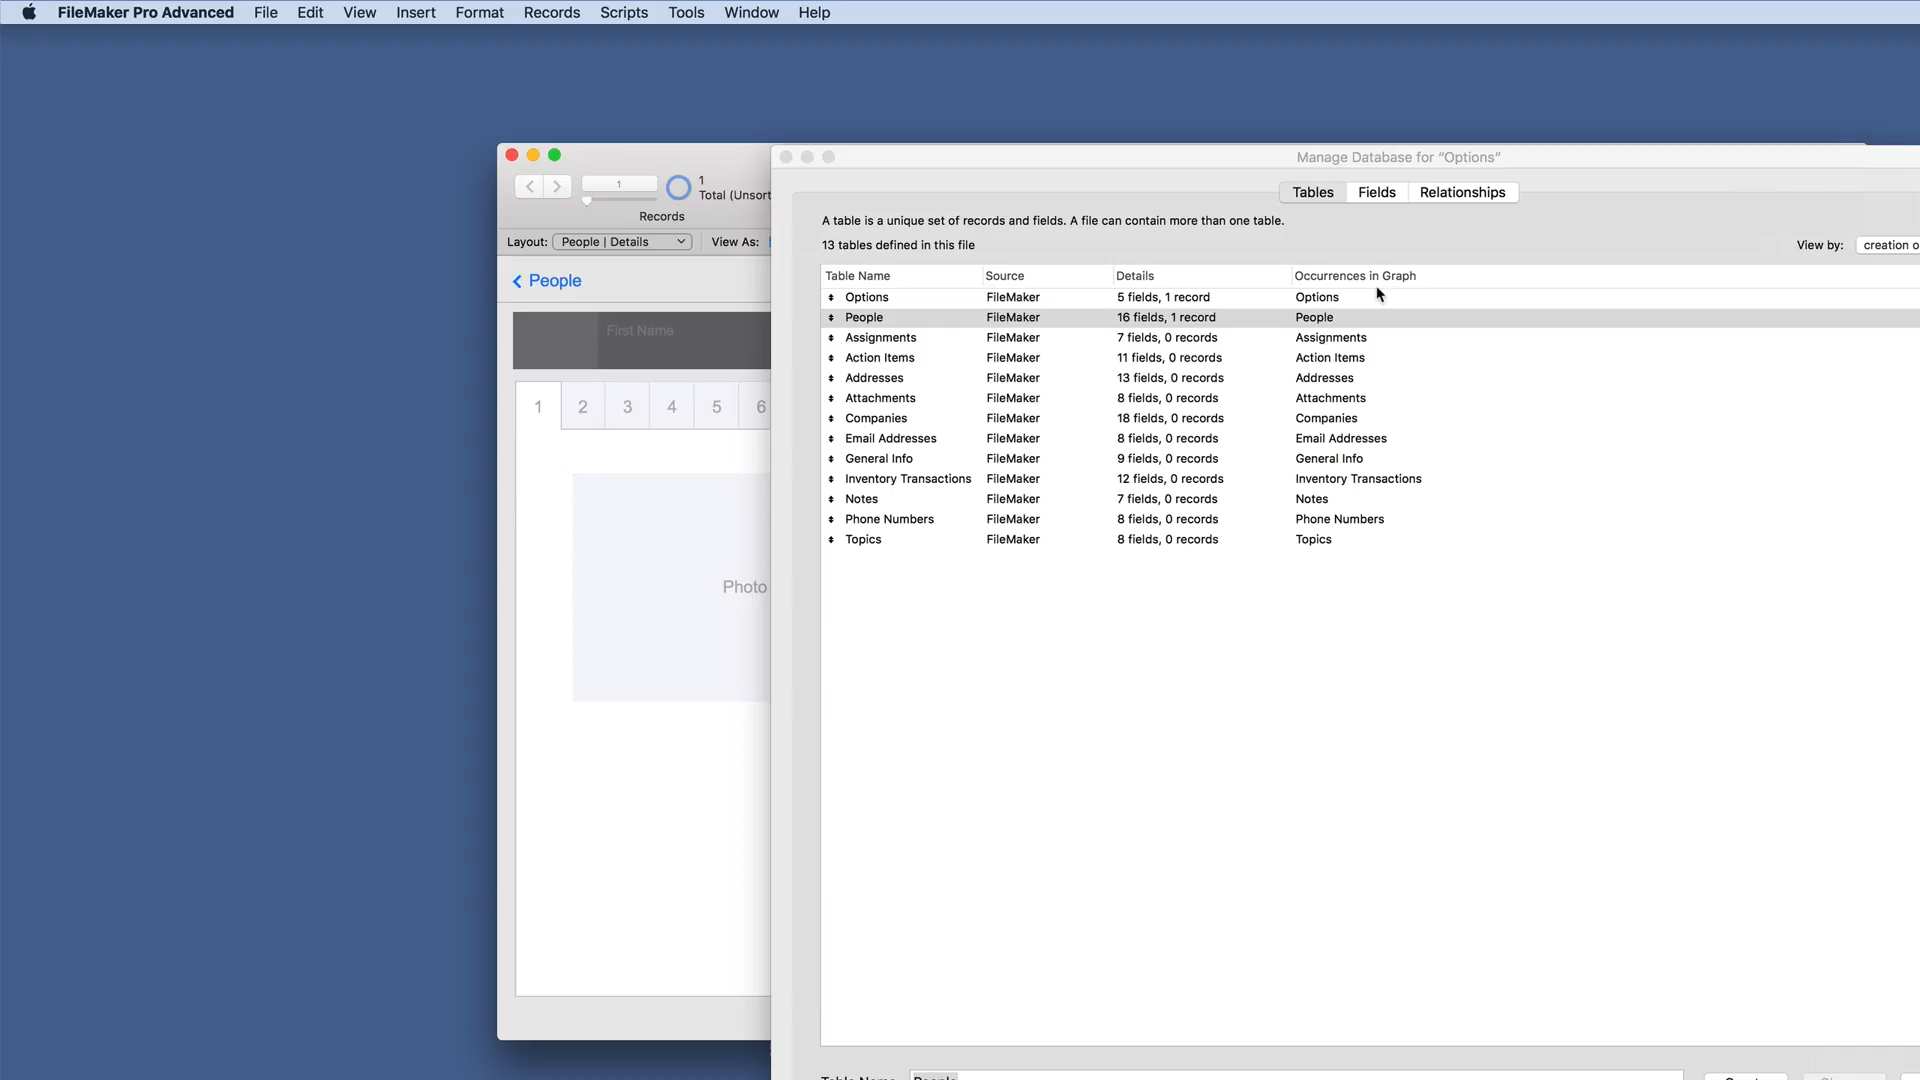 FileMaker Pro Advanced File Edit View Insert Format Records Scripts Tools Window Help
Manage Database for “Options”
1
1
Total (Unsort
Records
Layout: People | Details View As:
People
First Name
1 2 3 4 5 6
Photo
Tables Fields Relationships
A table is a unique set of records and fields. A file can contain more than one table.
13 tables defined in this file
View by: creation o
Table Name Source Details Occurrences in Graph
Options FileMaker 5 fields, 1 record Options
People FileMaker 16 fields, 1 record People
Assignments FileMaker 7 fields, 0 records Assignments
Action Items FileMaker 11 fields, 0 records Action Items
Addresses FileMaker 13 fields, 0 records Addresses
Attachments FileMaker 8 fields, 0 records Attachments
Companies FileMaker 18 fields, 0 records Companies
Email Addresses FileMaker 8 fields, 0 records Email Addresses
General Info FileMaker 9 fields, 0 records General Info
Inventory Transactions FileMaker 12 fields, 0 records Inventory Transactions
Notes FileMaker 7 fields, 0 records Notes
Phone Numbers FileMaker 8 fields, 0 records Phone Numbers
Topics FileMaker 8 fields, 0 records Topics
Table Name People